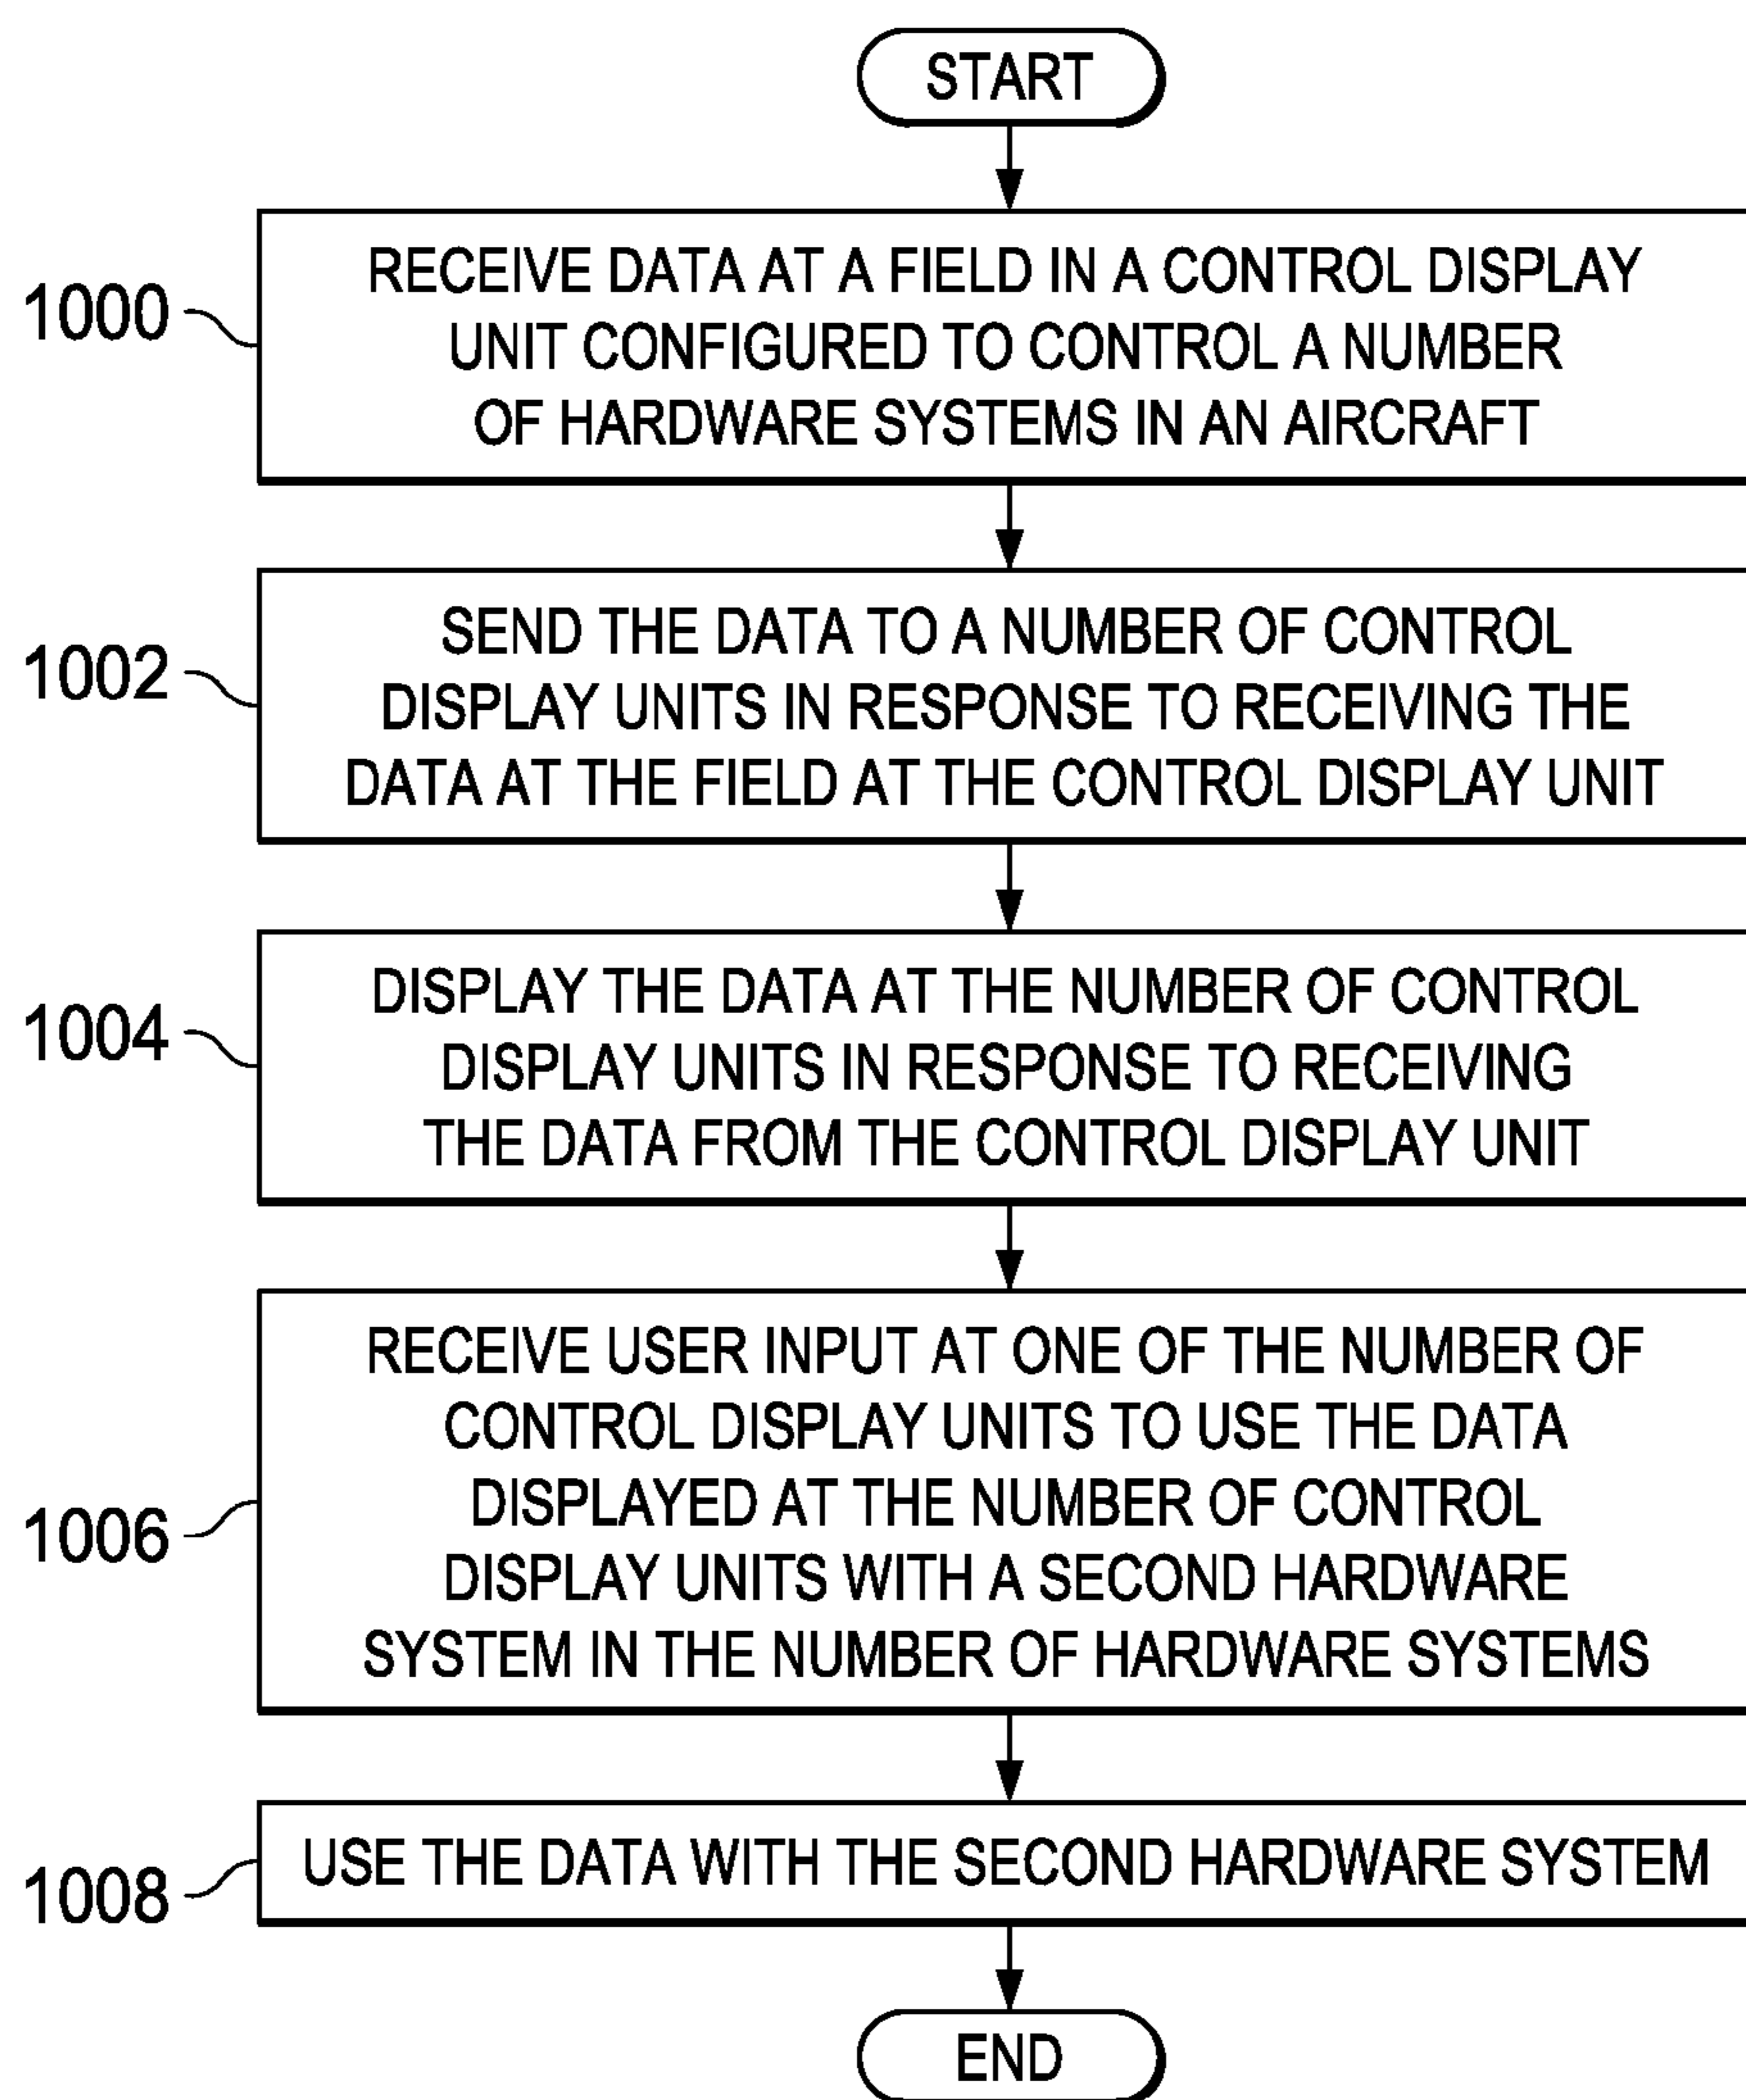 START
1000
RECEIVE DATA AT A FIELD IN A CONTROL DISPLAY
UNIT CONFIGURED TO CONTROL A NUMBER
OF HARDWARE SYSTEMS IN AN AIRCRAFT
1002
SEND THE DATA TO A NUMBER OF CONTROL
DISPLAY UNITS IN RESPONSE TO RECEIVING THE
DATA AT THE FIELD AT THE CONTROL DISPLAY UNIT
1004
DISPLAY THE DATA AT THE NUMBER OF CONTROL
DISPLAY UNITS IN RESPONSE TO RECEIVING
THE DATA FROM THE CONTROL DISPLAY UNIT
1006
RECEIVE USER INPUT AT ONE OF THE NUMBER OF
CONTROL DISPLAY UNITS TO USE THE DATA
DISPLAYED AT THE NUMBER OF CONTROL
DISPLAY UNITS WITH A SECOND HARDWARE
SYSTEM IN THE NUMBER OF HARDWARE SYSTEMS
1008
USE THE DATA WITH THE SECOND HARDWARE SYSTEM
END